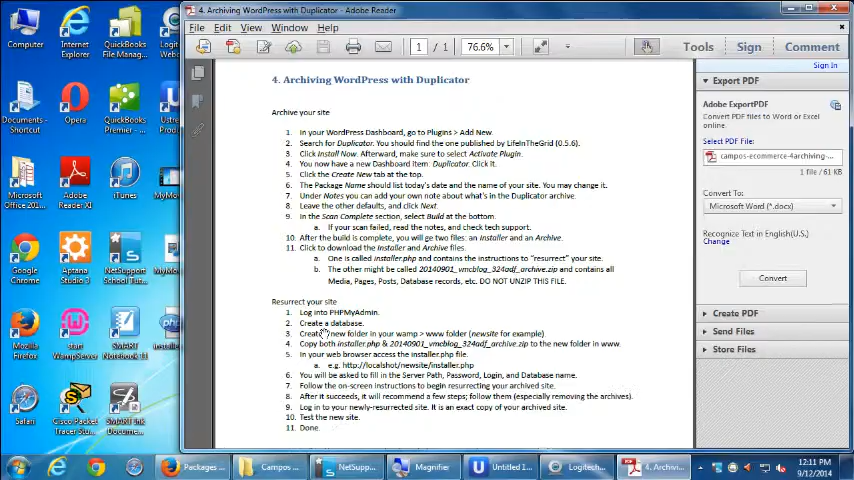 4. Archiving WordPress with Duplicator - Adobe Reader
File Edit View Window Help
1 / 1 76.6% Tools Sign Comment
Sign In
Export PDF
Adobe ExportPDF
Convert PDF files to Word or Excel online.
Select PDF File:
campos-ecommerce-4archiving-...
1 file / 61 KB
Convert To:
Microsoft Word (*.docx)
Recognize Text in English(U.S.)
Change
Convert
Create PDF
Send Files
Store Files
4. Archiving WordPress with Duplicator
Archive your site
1. In your WordPress Dashboard, go to Plugins > Add New.
2. Search for Duplicator. You should find the one published by LifeInTheGrid (0.5.6).
3. Click Install Now. Afterward, make sure to select Activate Plugin.
4. You now have a new Dashboard item: Duplicator. Click it.
5. Click the Create New tab at the top.
6. The Package Name should list today's date and the name of your site. You may change it.
7. Under Notes you can add your own note about what's in the Duplicator archive.
8. Leave the other defaults, and click Next.
9. In the Scan Complete section, select Build at the bottom.
a. If your scan failed, read the notes, and check tech support.
10. After the build is complete, you will ge two files: an Installer and an Archive.
11. Click to download the Installer and Archive files.
a. One is called installer.php and contains the instructions to "resurrect" your site.
b. The other might be called 20140901_vmcblog_324adf_archive.zip and contains all
Media, Pages, Posts, Database records, etc. DO NOT UNZIP THIS FILE.
Resurrect your site
1. Log into PHPMyAdmin.
2. Create a database.
3. Create new folder in your wamp > www folder (newsite for example)
4. Copy both installer.php & 20140901_vmcblog_324adf_archive.zip to the new folder in www.
5. In your web browser access the installer.php file.
a. e.g. http://localshot/newsite/installer.php
6. You will be asked to fill in the Server Path, Password, Login, and Database name.
7. Follow the on-screen instructions to begin resurrecting your archived site.
8. After it succeeds, it will recommend a few steps; follow them (especially removing the archives).
9. Log in to your newly-resurrected site. It is an exact copy of your archived site.
10. Test the new site.
11. Done.
Computer
Internet Explorer
QuickBooks File Manag...
Documents - Shortcut
Opera
QuickBooks Premier - ...
Microsoft Office 201...
Adobe Reader XI
iTunes
Google Chrome
Aptana Studio 3
NetSupport School Tut...
Mozilla Firefox
start WampServer
SMART Notebook 11
Safari
Cisco Packet Tracer Stu...
SMART Ink Docume...
Packages ...
Campos ...
NetSupp...
Magnifier
Untitled 1...
Logitech...
4. Archivi...
12:11 PM
9/12/2014